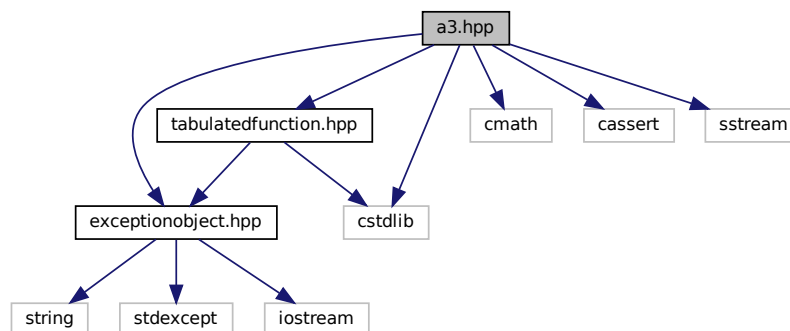 a3.hpp
tabulatedfunction.hpp
cmath
cassert
sstream
exceptionobject.hpp
cstdlib
string
stdexcept
iostream